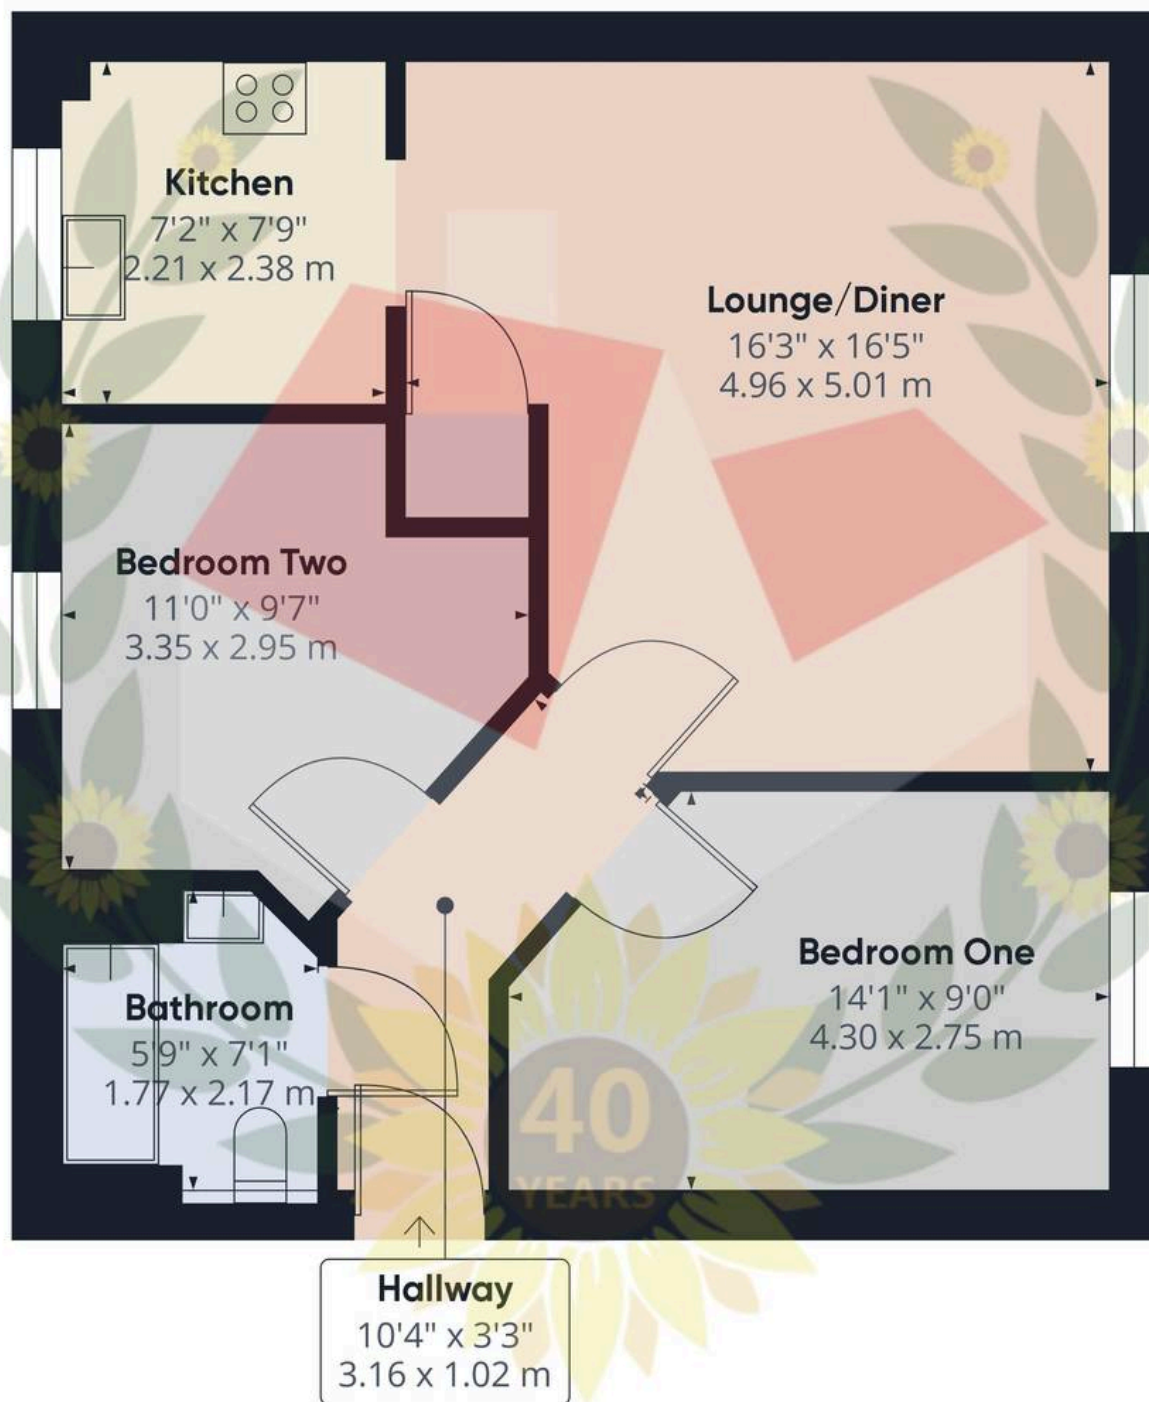 Kitchen
7'2" x 7'9"
2.21 x 2.38 m
Lounge/Diner
16'3" x 16'5"
4.96 x 5.01 m
Bedroom Two
11'0" x 9'7"
3.35 x 2.95 m
Bedroom One
14'1" x 9'0"
4.30 x 2.75 m
Bathroom
5'9" x 7'1"
1.77 x 2.17 m
40
YEARS
Hallway
10'4" x 3'3"
3.16 x 1.02 m